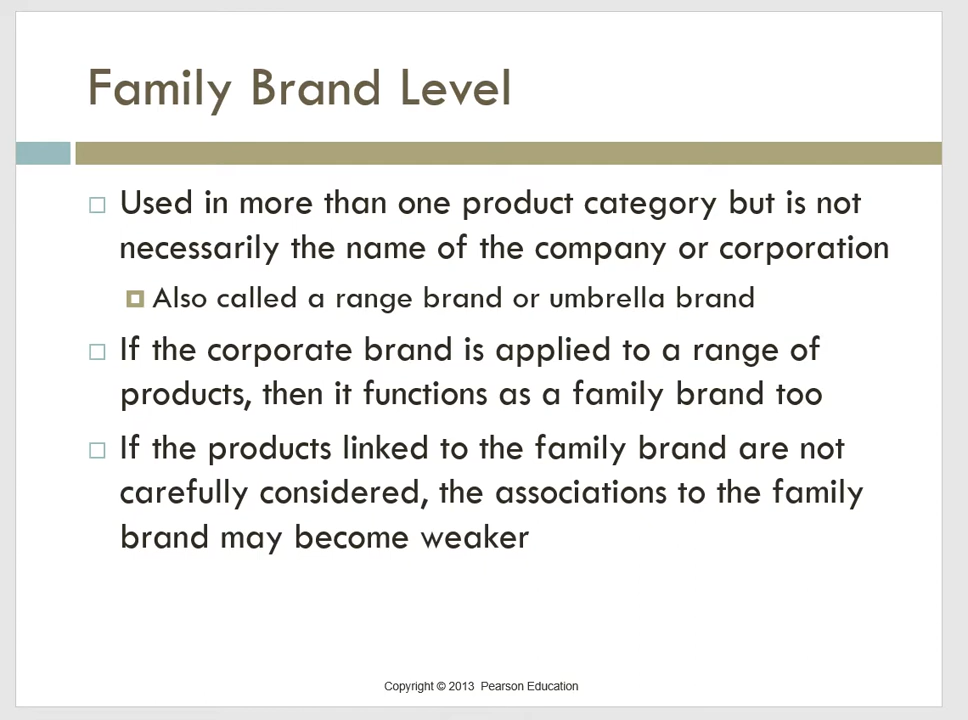 Family Brand Level
Used in more than one product category but is not
necessarily the name of the company or corporation
Also called a range brand or umbrella brand
If the corporate brand is applied to a range of
products, then it functions as a family brand too
If the products linked to the family brand are not
carefully considered, the associations to the family
brand may become weaker
Copyright © 2013 Pearson Education